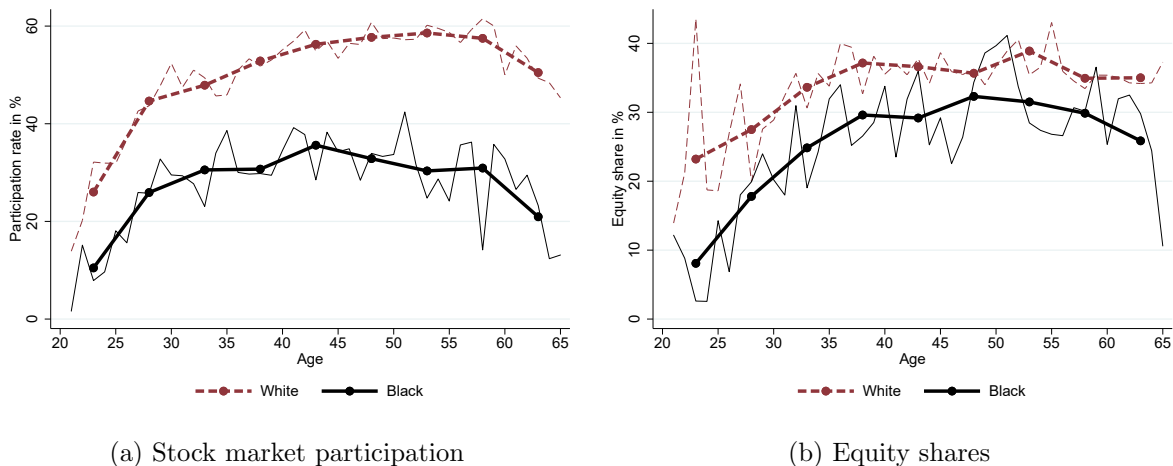 Participation rate in %
60
40
20
0
20 25 30 35 40 45 50 55 60 65
Age
White Black
(a) Stock market participation
Equity share in %
40
30
20
10
0
20 25 30 35 40 45 50 55 60 65
Age
White Black
(b) Equity shares